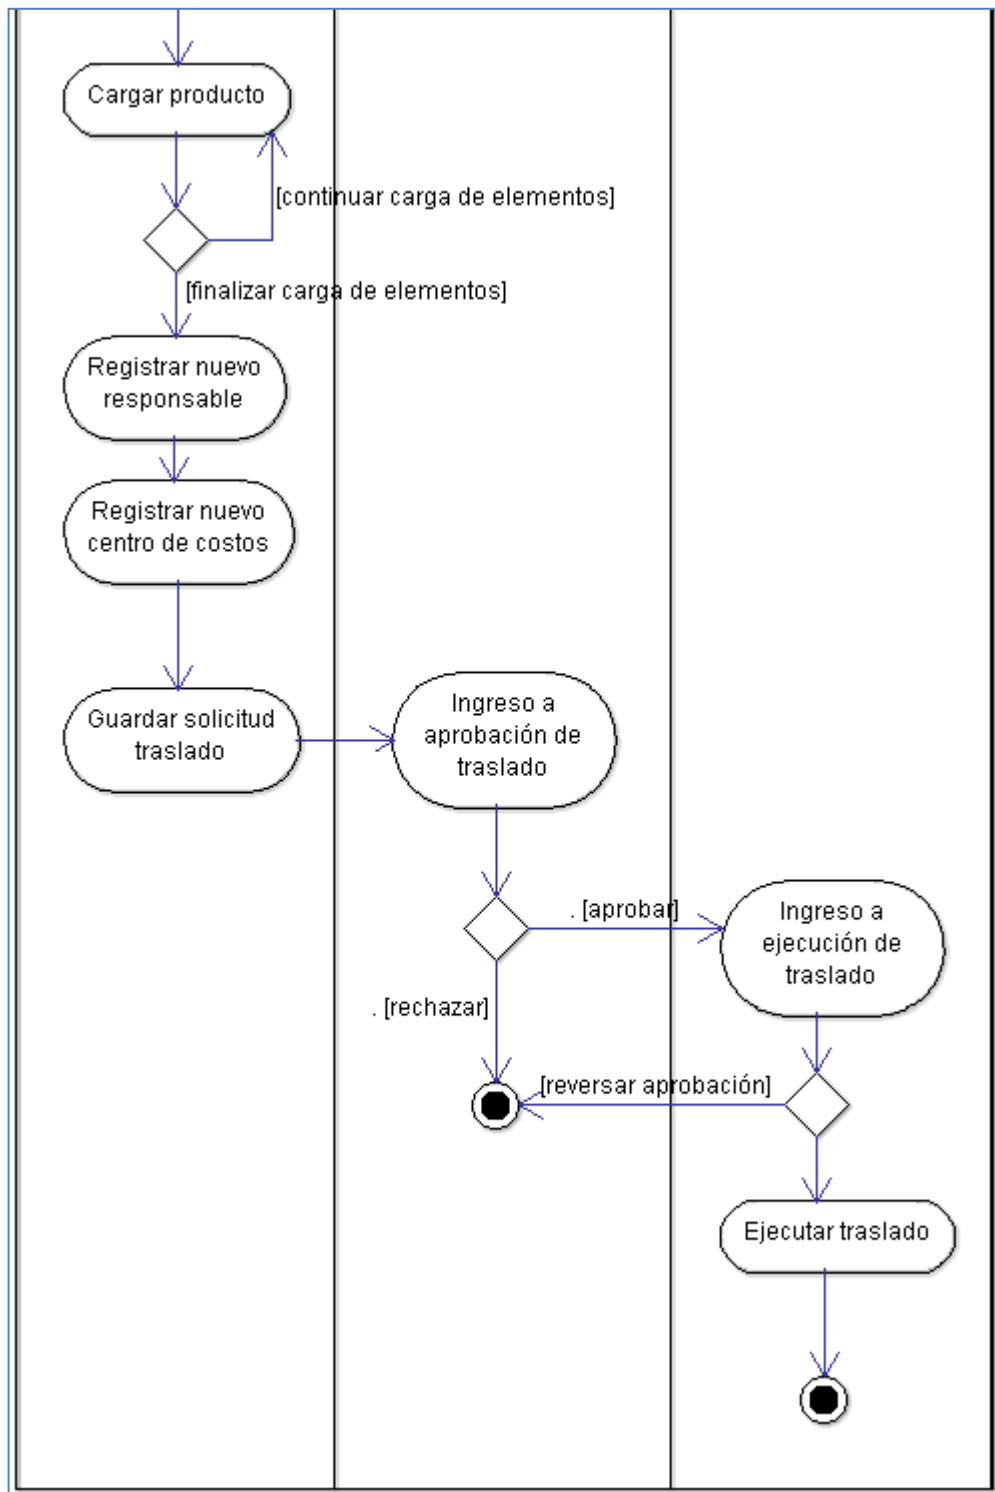 Cargar producto
[continuar carga de elementos]
[finalizar carga de elementos]
Registrar nuevo
responsable
Registrar nuevo
centro de costos
Guardar solicitud
traslado
Ingreso a
aprobación de
traslado
. [aprobar]
Ingreso a
ejecución de
traslado
. [rechazar]
[reversar aprobación]
Ejecutar traslado